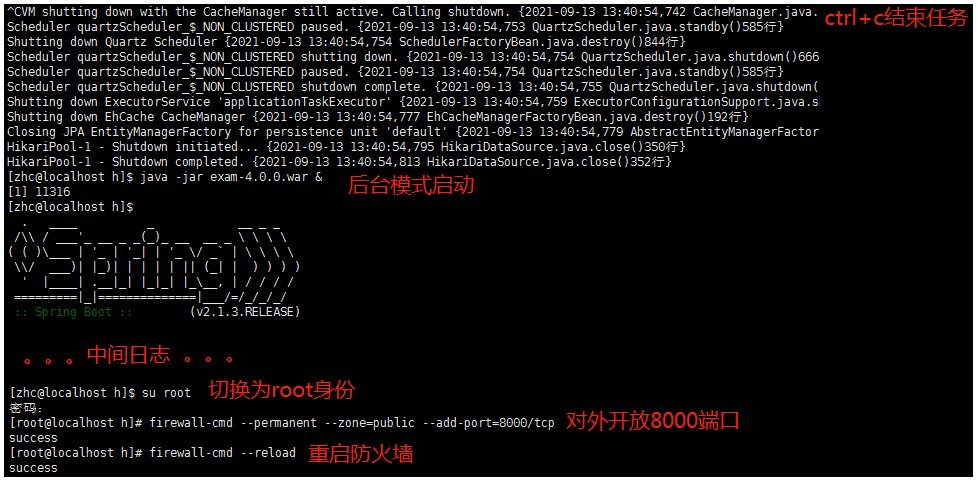 ^CVM shutting down with the CacheManager still active. Calling shutdown. {2021-09-13 13:40:54,742 CacheManager.java.
ctrl+c结束任务
Scheduler quartzScheduler_$_NON_CLUSTERED paused. {2021-09-13 13:40:54,753 QuartzScheduler.java.standby()585行}
Shutting down Quartz Scheduler {2021-09-13 13:40:54,754 SchedulerFactoryBean.java.destroy()844行}
Scheduler quartzScheduler_$_NON_CLUSTERED shutting down. {2021-09-13 13:40:54,754 QuartzScheduler.java.shutdown()666
Scheduler quartzScheduler_$_NON_CLUSTERED paused. {2021-09-13 13:40:54,754 QuartzScheduler.java.standby()585行}
Scheduler quartzScheduler_$_NON_CLUSTERED shutdown complete. {2021-09-13 13:40:54,755 QuartzScheduler.java.shutdown(
Shutting down ExecutorService 'applicationTaskExecutor' {2021-09-13 13:40:54,759 ExecutorConfigurationSupport.java.s
Shutting down EhCache CacheManager {2021-09-13 13:40:54,777 EhCacheManagerFactoryBean.java.destroy()192行}
Closing JPA EntityManagerFactory for persistence unit 'default' {2021-09-13 13:40:54,779 AbstractEntityManagerFactor
HikariPool-1 - Shutdown initiated... {2021-09-13 13:40:54,795 HikariDataSource.java.close()350行}
HikariPool-1 - Shutdown completed. {2021-09-13 13:40:54,813 HikariDataSource.java.close()352行}
[zhc@localhost h]$ java -jar exam-4.0.0.war & 后台模式启动
[1] 11316
[zhc@localhost h]$
Spring
:: Spring Boot :: (v2.1.3.RELEASE)
。。。中间日志 。。。
[zhc@localhost h]$ su root 切换为root身份
密码：
[root@localhost h]# firewall-cmd --permanent --zone=public --add-port=8000/tcp 对外开放8000端口
success
[root@localhost h]# firewall-cmd --reload 重启防火墙
success